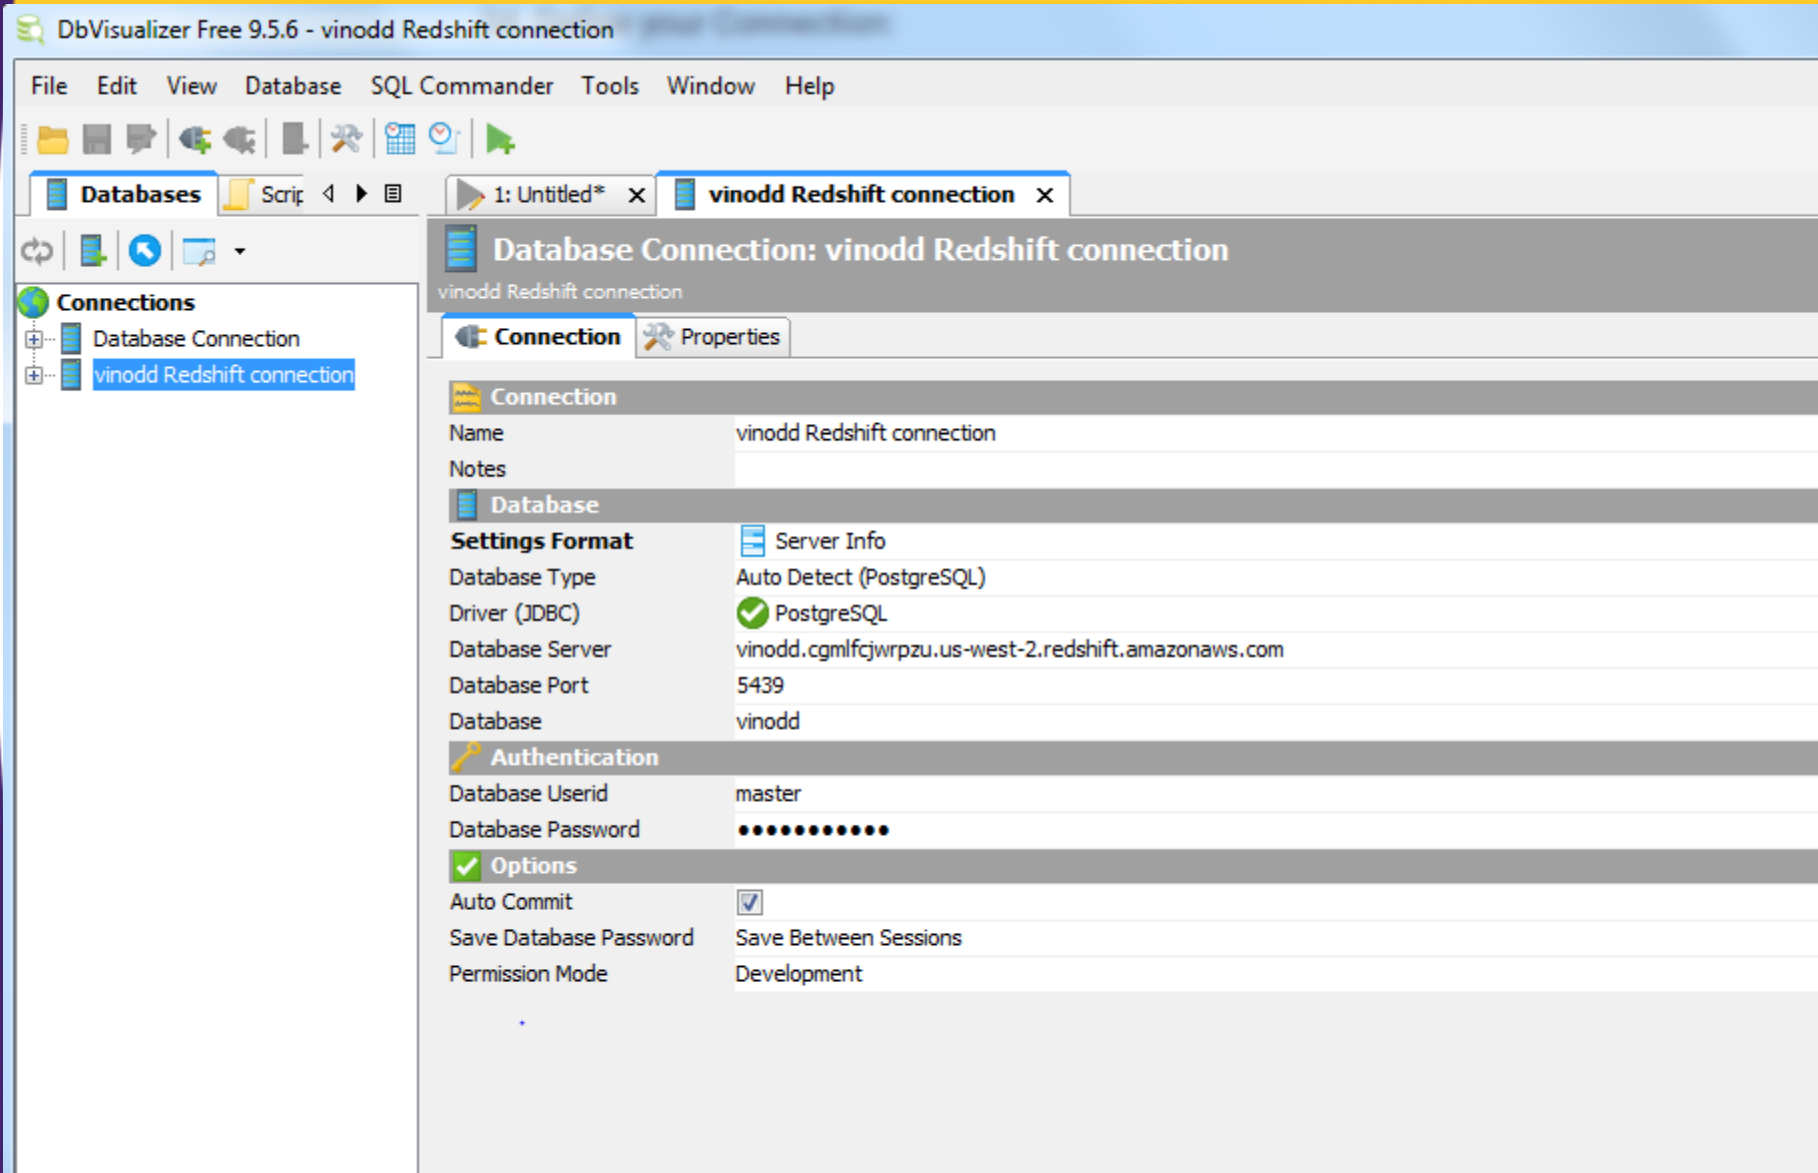 your Connection
DbVisualizer Free 9.5.6 - vinodd Redshift connection
File Edit View Database SQL Commander Tools Window Help
Databases Scrip 1: Untitled* vinodd Redshift connection
Database Connection: vinodd Redshift connection
vinodd Redshift connection
Connections
Database Connection
vinodd Redshift connection
Connection Properties
Connection
Name vinodd Redshift connection
Notes
Database
Settings Format Server Info
Database Type Auto Detect (PostgreSQL)
Driver (JDBC) PostgreSQL
Database Server vinodd.cgmlfcjwrpzu.us-west-2.redshift.amazonaws.com
Database Port 5439
Database vinodd
Authentication
Database Userid master
Database Password •••••••••••
Options
Auto Commit
Save Database Password Save Between Sessions
Permission Mode Development